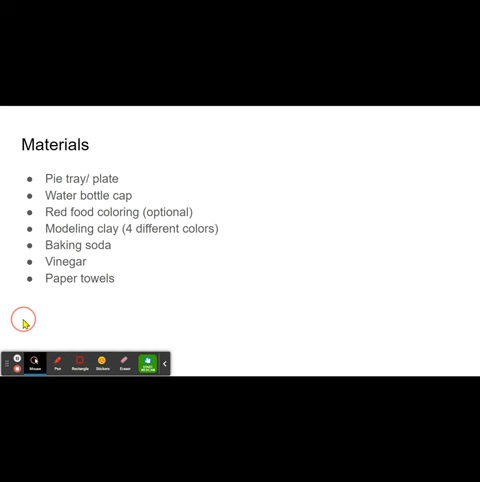 Materials
● Pie tray/ plate
● Water bottle cap
● Red food coloring (optional)
● Modeling clay (4 different colors)
● Baking soda
● Vinegar
● Paper towels
Mouse Pen Rectangle Stickers Eraser